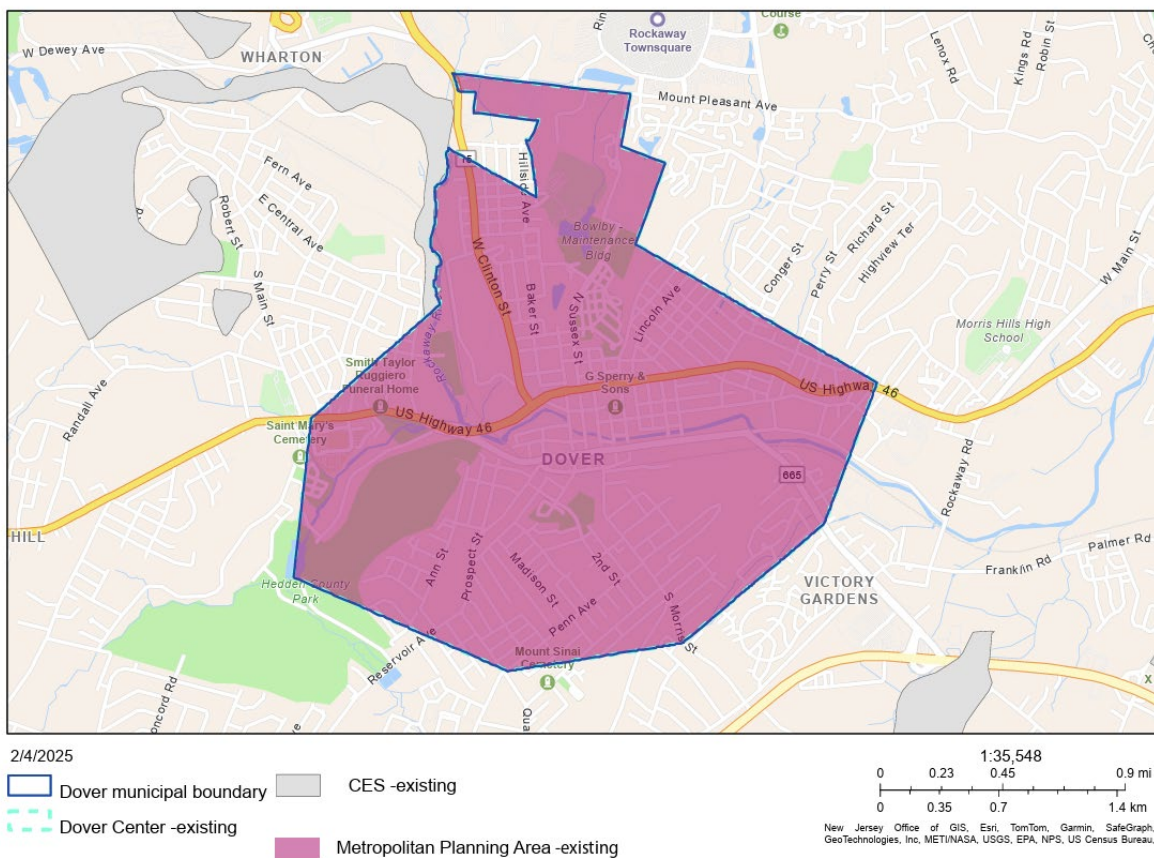 Course
Rockaway
Townsquare
W Dewey Ave
WHARTON
Lenox Rd
Kings Rd
Robin St
Mount Pleasant Ave
15
Hillside Ave
Fern Ave
E Central Ave
Robert St
S Main St
Bowlby -
Maintenance
Bldg
Richard St
Highview Ter
Conger St
Perry St
W Main St
W Clinton St
Baker St
N Sussex St
Lincoln Ave
Rockaway R
Morris Hills High
School
Smith Taylor
Ruggiero
Funeral Home
G Sperry &
Sons
US Highway 46
US Highway
46
Randall Ave
Saint Mary's
Cemetery
DOVER
665
Rockaway Rd
HILL
Palmer Rd
Franklin Rd
Ann St
Prospect St
Madison St
2nd St
Penn Ave
S Morris St
VICTORY
GARDENS
Hedden County
Park
Reservoir Ave
Mount Sinai
Cemetery
oncord Rd
Qua
X
2/4/2025
Dover municipal boundary
Dover Center -existing
CES -existing
Metropolitan Planning Area -existing
1:35,548
0 0.23 0.45 0.9 mi
0 0.35 0.7 1.4 km
New Jersey Office of GIS, Esri, TomTom, Garmin, SafeGraph,
GeoTechnologies, Inc, METI/NASA, USGS, EPA, NPS, US Census Bureau,